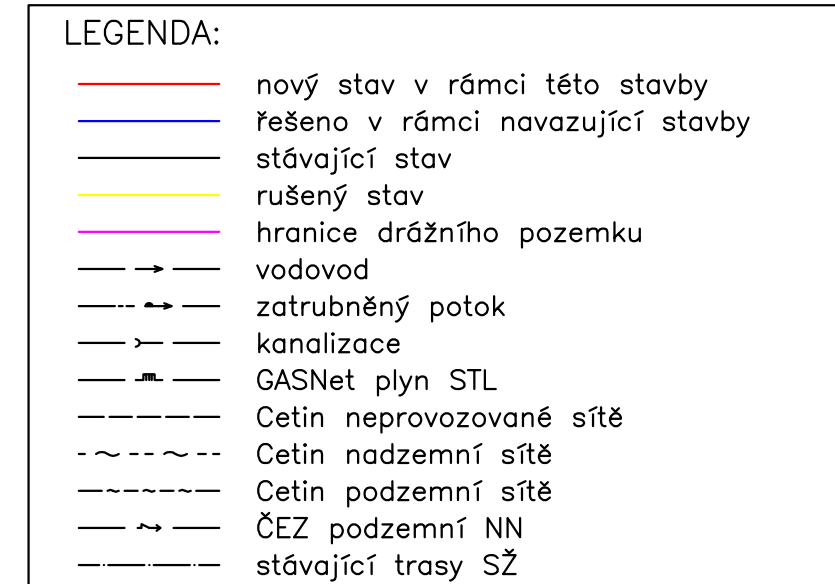 LEGENDA:
nový stav v rámci této stavby
řešeno v rámci navazující stavby
stávající stav
rušený stav
hranice drážního pozemku
vodovod
zatrubněný potok
kanalizace
GASNet plyn STL
Cetin neprovozované sítě
Cetin nadzemní sítě
Cetin podzemní sítě
ČEZ podzemní NN
stávající trasy SŽ